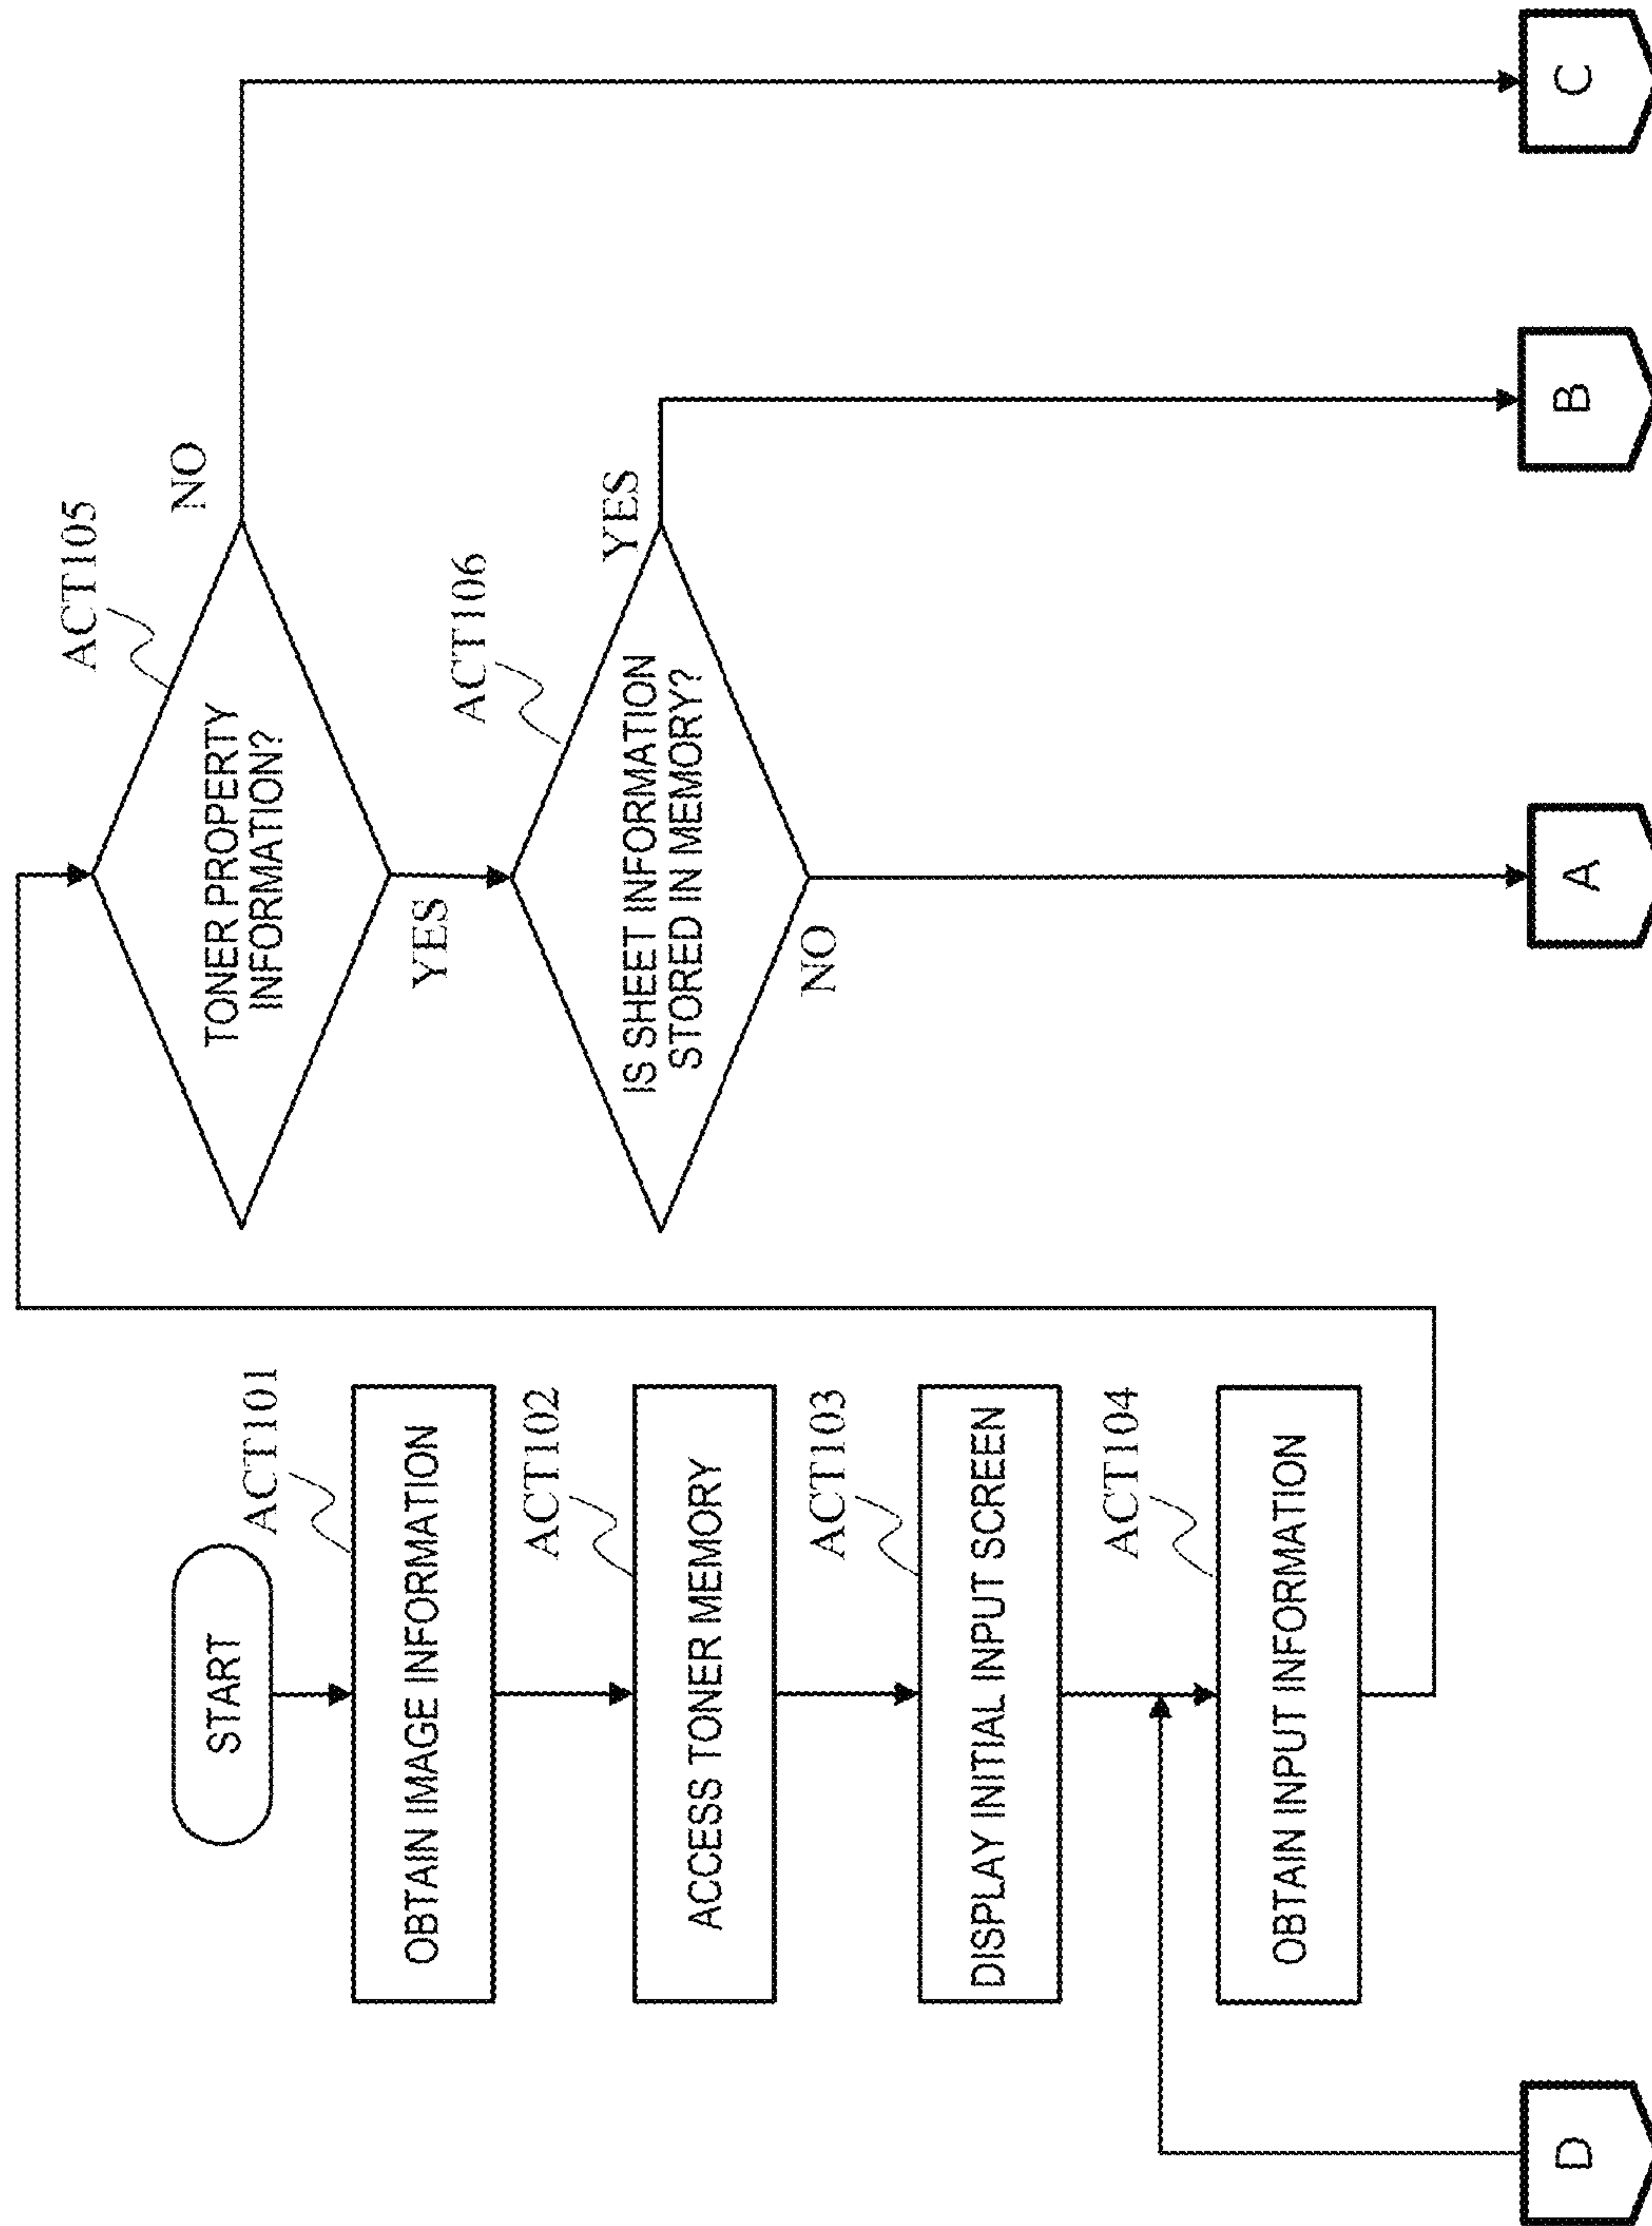 START
ACT101
OBTAIN IMAGE INFORMATION
ACT102
ACCESS TONER MEMORY
ACT103
DISPLAY INITIAL INPUT SCREEN
ACT104
OBTAIN INPUT INFORMATION
D
ACT105
TONER PROPERTY
INFORMATION?
NO
YES
ACT106
IS SHEET INFORMATION
STORED IN MEMORY?
YES
NO
A
B
C